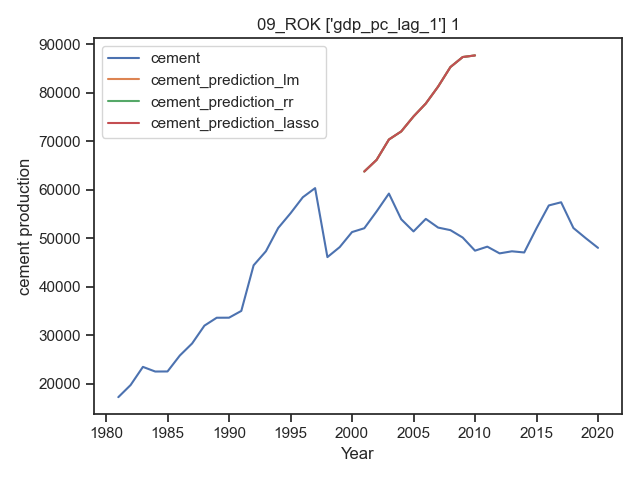 09_ROK ['gdp_pc_lag_1'] 1
cement
cement_prediction_lm
cement_prediction_rr
cement_prediction_lasso
cement production
90000
80000
70000
60000
50000
40000
30000
20000
1980 1985 1990 1995 2000 2005 2010 2015 2020
Year